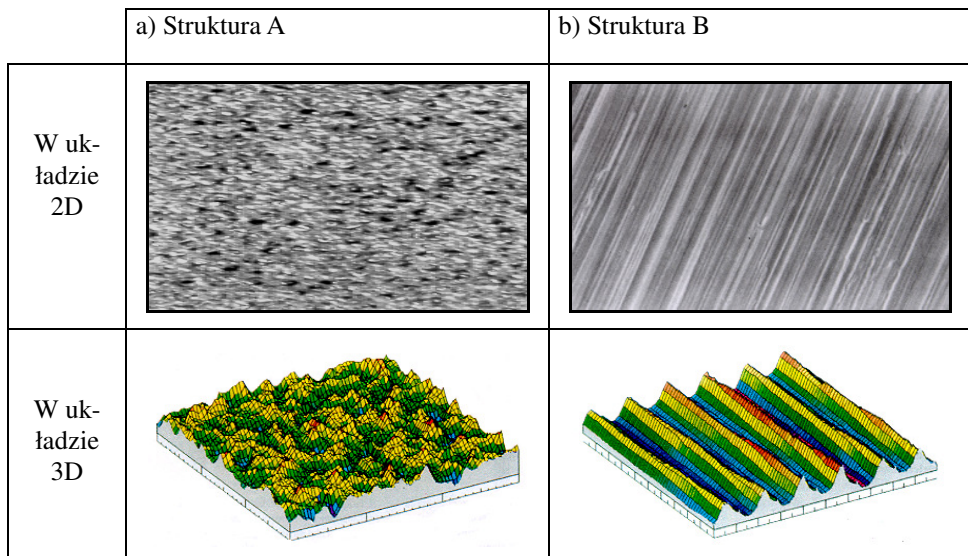 a) Struktura A
b) Struktura B
W uk-
ładzie
2D
W uk-
ładzie
3D